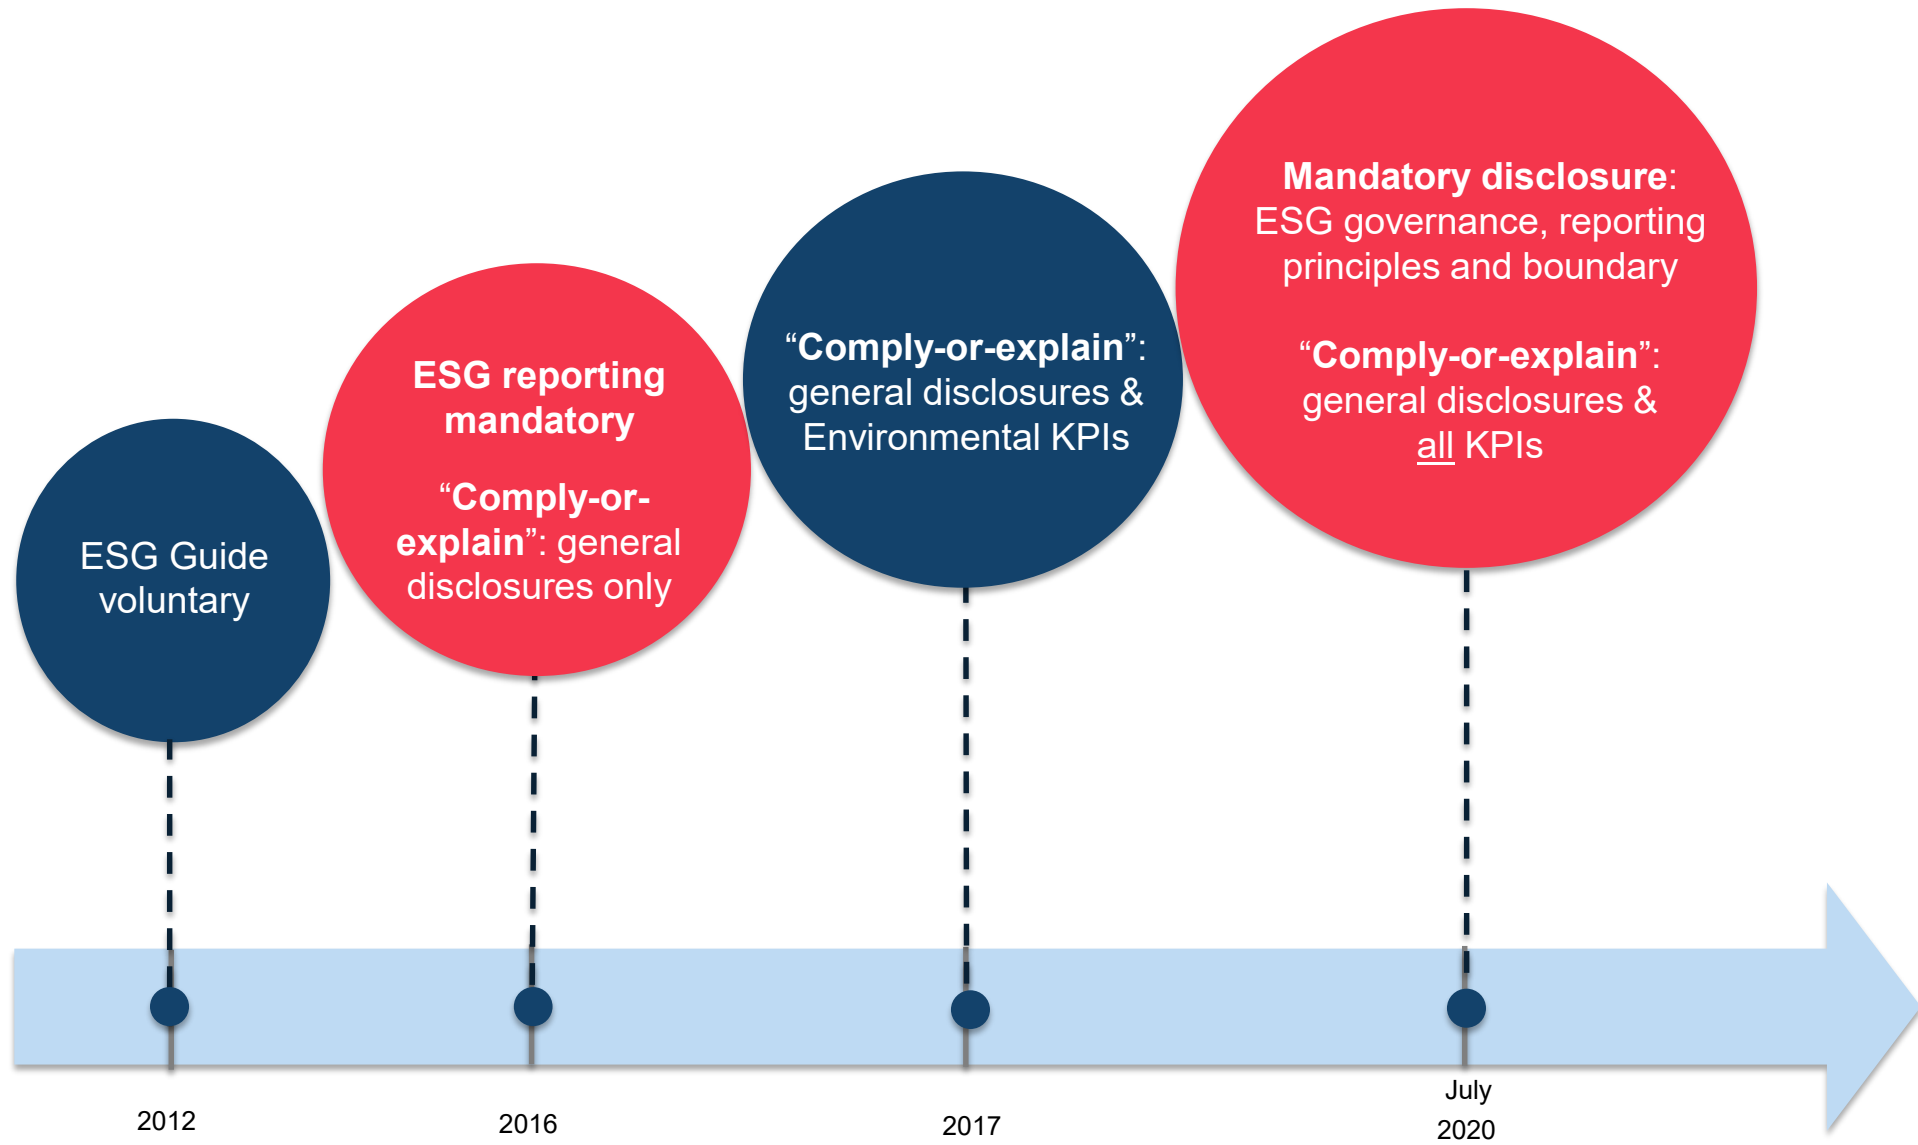 ESG Guide
voluntary
ESG reporting
mandatory
“Comply-or-
explain”: general
disclosures only
“Comply-or-explain”:
general disclosures &
Environmental KPIs
Mandatory disclosure:
ESG governance, reporting
principles and boundary
“Comply-or-explain”:
general disclosures &
all KPIs
2012
2016
2017
July
2020